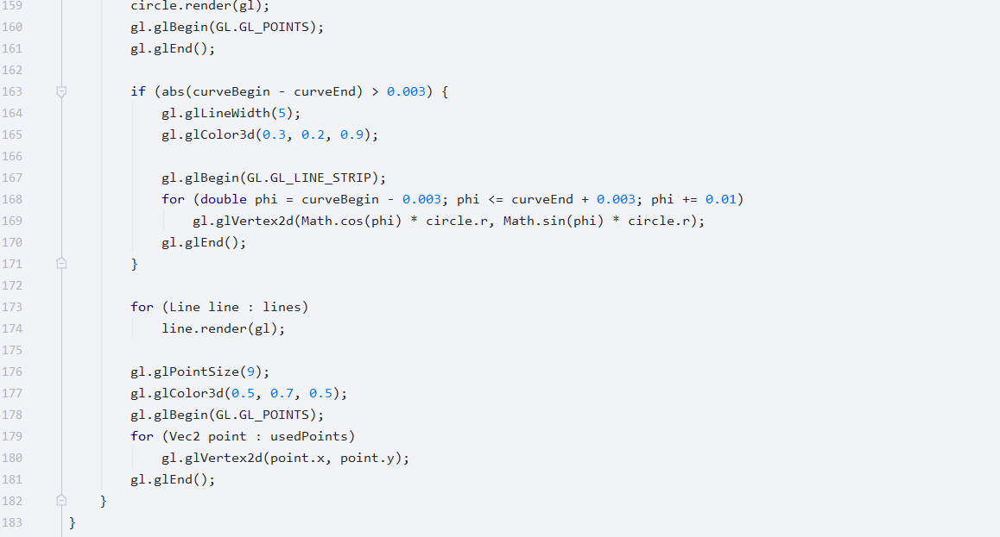 159 circle.render(gl);
160 gl.glBegin(GL.GL_POINTS);
161 gl.glEnd();
162
163 if (abs(curveBegin - curveEnd) > 0.003) {
164 gl.glLineWidth(5);
165 gl.glColor3d(0.3, 0.2, 0.9);
166
167 gl.glBegin(GL.GL_LINE_STRIP);
168 for (double phi = curveBegin - 0.003; phi <= curveEnd + 0.003; phi += 0.01)
169 gl.glVertex2d(Math.cos(phi) * circle.r, Math.sin(phi) * circle.r);
170 gl.glEnd();
171 }
172
173 for (Line line : lines)
174 line.render(gl);
175
176 gl.glPointSize(9);
177 gl.glColor3d(0.5, 0.7, 0.5);
178 gl.glBegin(GL.GL_POINTS);
179 for (Vec2 point : usedPoints)
180 gl.glVertex2d(point.x, point.y);
181 gl.glEnd();
182 }
183 }